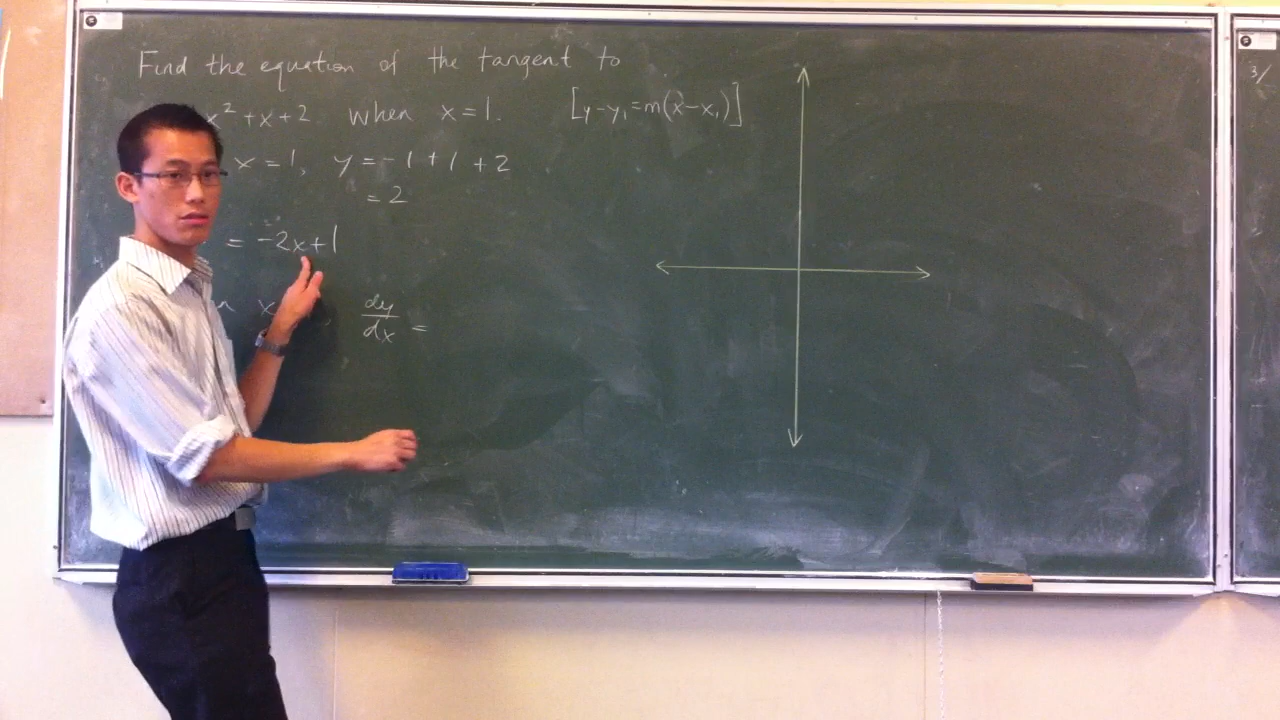 Find the equation of the tangent to
x² + x + 2 when x = 1. [y - y₁ = m(x - x₁)]
x = 1, y = -1 + 1 + 2
= 2
= -2x + 1
x dy/dx =
3/